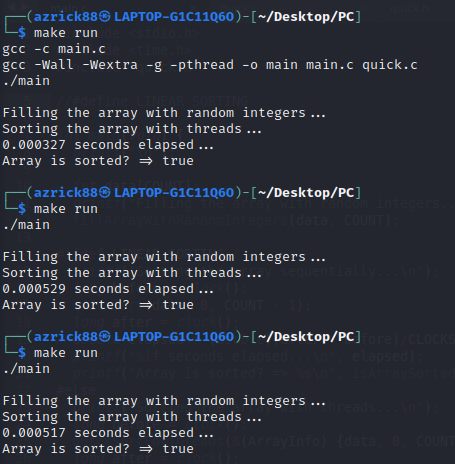 ┌──(azrick88㉿LAPTOP-G1C11Q6O)-[~/Desktop/PC]
└─$ make run
gcc -c main.c
gcc -Wall -Wextra -g -pthread -o main main.c quick.c
./main
Filling the array with random integers...
Sorting the array with threads...
0.000327 seconds elapsed...
Array is sorted? => true
┌──(azrick88㉿LAPTOP-G1C11Q6O)-[~/Desktop/PC]
└─$ make run
./main
Filling the array with random integers...
Sorting the array with threads...
0.000529 seconds elapsed...
Array is sorted? => true
┌──(azrick88㉿LAPTOP-G1C11Q6O)-[~/Desktop/PC]
└─$ make run
./main
Filling the array with random integers...
Sorting the array with threads...
0.000517 seconds elapsed...
Array is sorted? => true